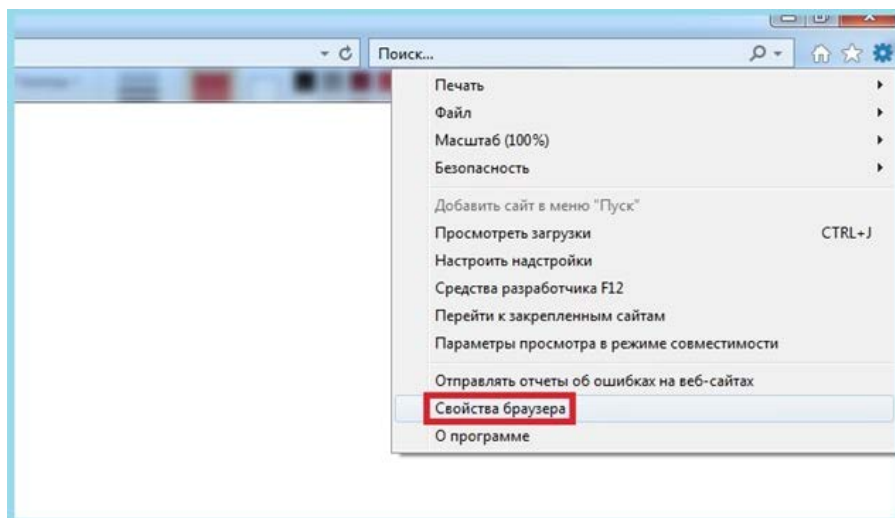 Поиск...
Печать
Файл
Масштаб (100%)
Безопасность
Добавить сайт в меню "Пуск"
Просмотреть загрузки CTRL+J
Настроить надстройки
Средства разработчика F12
Перейти к закрепленным сайтам
Параметры просмотра в режиме совместимости
Отправлять отчеты об ошибках на веб-сайтах
Свойства браузера
О программе